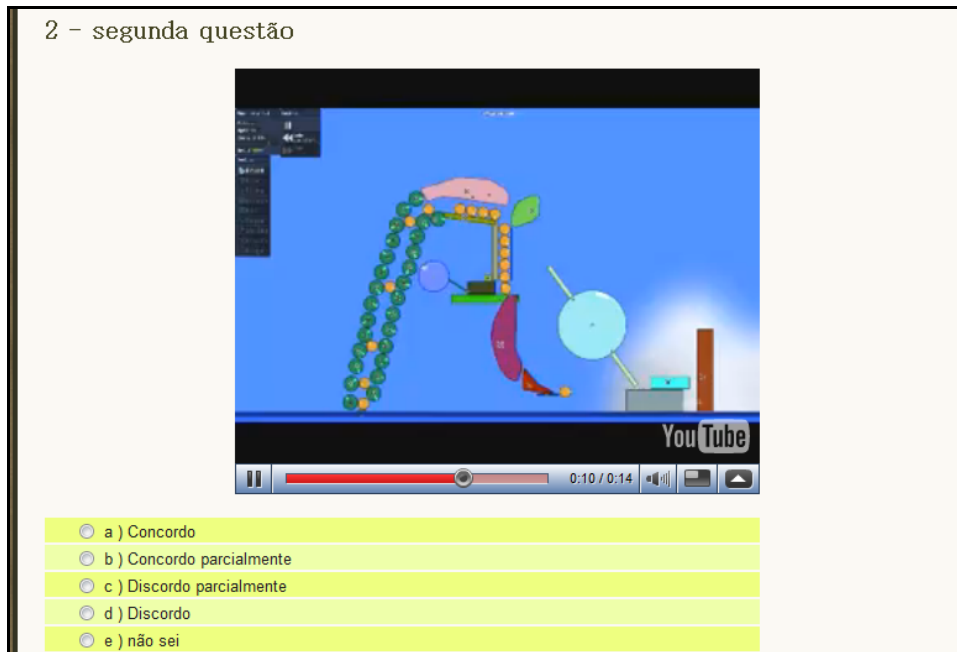 2 - segunda questão
YouTube
0:10 / 0:14
a ) Concordo
b ) Concordo parcialmente
c ) Discordo parcialmente
d ) Discordo
e ) não sei